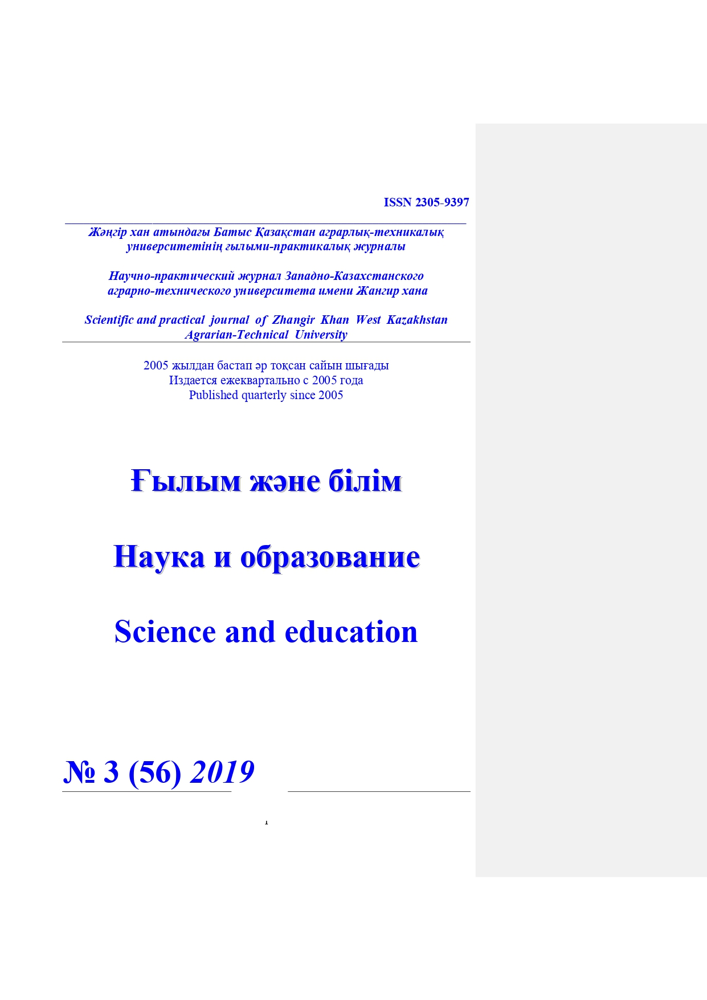 ISSN 2305-9397
Жәңгір хан атындағы Батыс Қазақстан аграрлық-техникалық
университетінің ғылыми-практикалық журналы
Научно-практический журнал Западно-Казахстанского
аграрно-технического университета имени Жангир хана
Scientific and practical journal of Zhangir Khan West Kazakhstan
Agrarian-Technical University
2005 жылдан бастап әр тоқсан сайын шығады
Издается ежеквартально с 2005 года
Published quarterly since 2005
Ғылым және білім
Наука и образование
Science and education
№ 3 (56) 2019